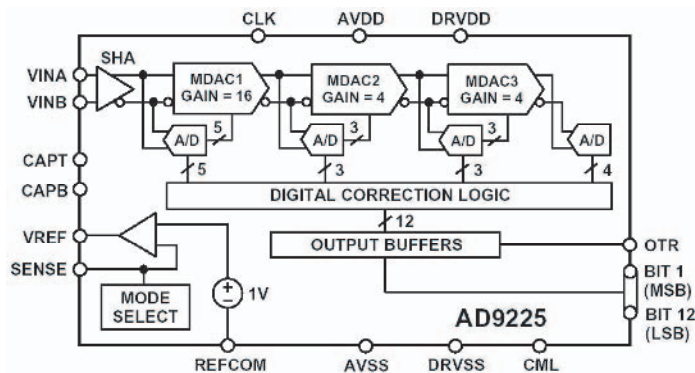 CLK AVDD DRVDD
SHA
VINA
VINB
MDAC1
GAIN = 16
MDAC2
GAIN = 4
MDAC3
GAIN = 4
5 3 3
A/D A/D A/D A/D
5 3 3 4
CAPT
CAPB
DIGITAL CORRECTION LOGIC
12
VREF
OUTPUT BUFFERS
OTR
SENSE
BIT 1
(MSB)
MODE
SELECT
+
−
1V
AD9225
BIT 12
(LSB)
REFCOM AVSS DRVSS CML